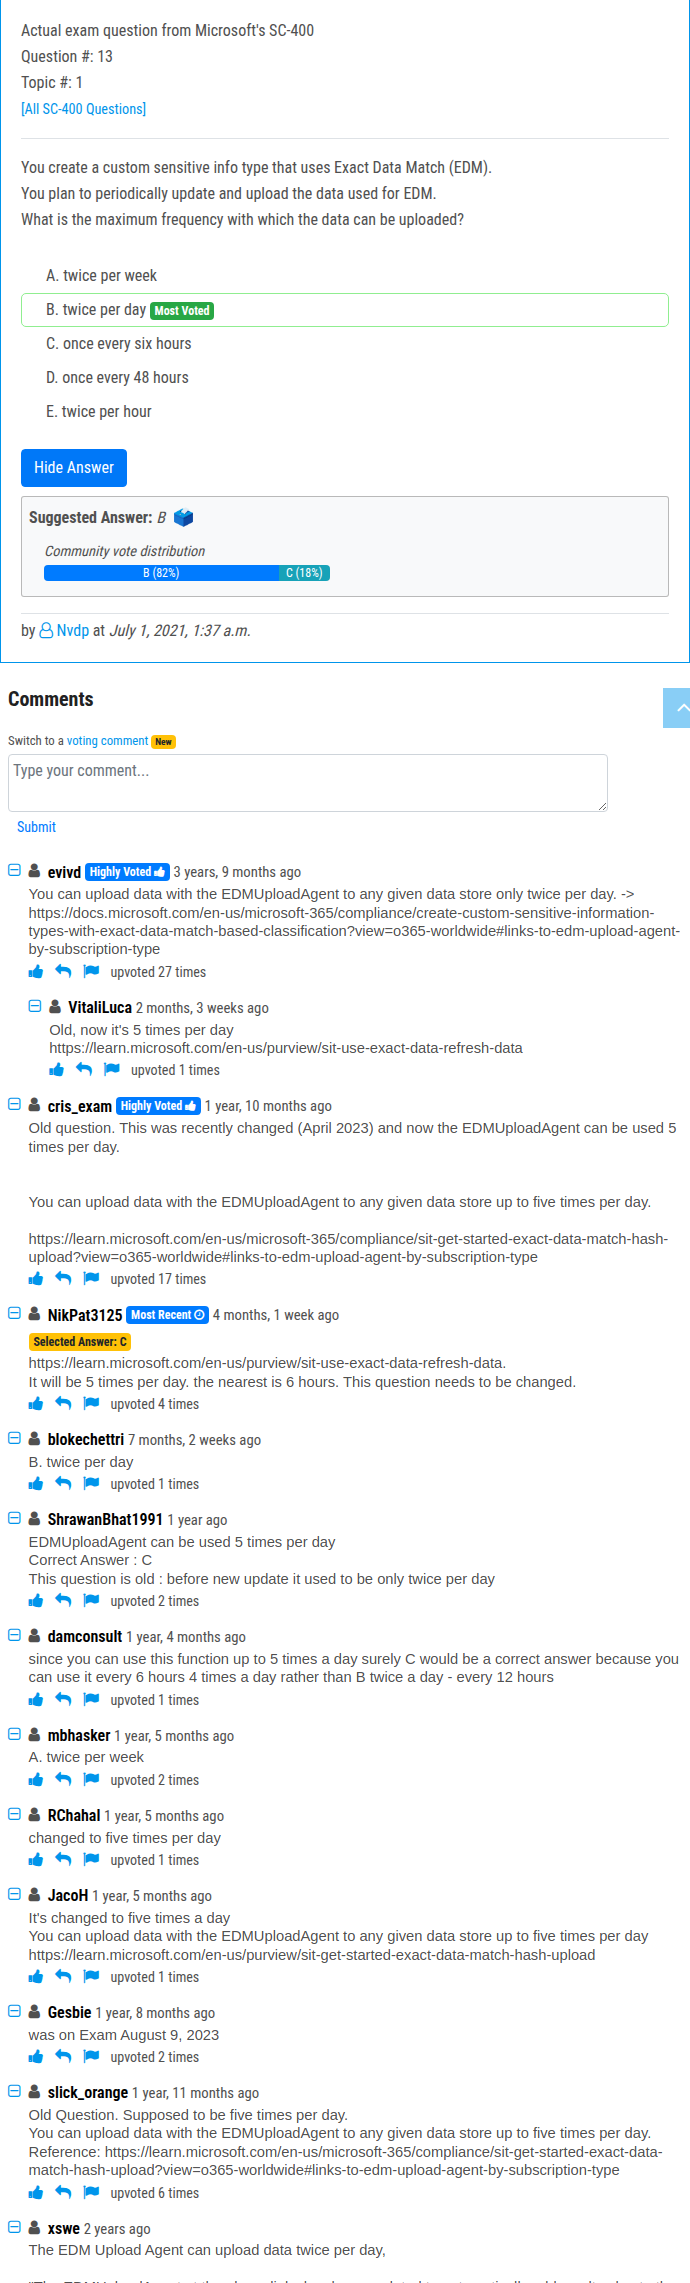 Actual exam question from Microsoft's SC-400
Question #: 13
Topic #: 1
[All SC-400 Questions]
You create a custom sensitive info type that uses Exact Data Match (EDM).
You plan to periodically update and upload the data used for EDM.
What is the maximum frequency with which the data can be uploaded?
A. twice per week
B. twice per day Most Voted
C. once every six hours
D. once every 48 hours
E. twice per hour
Hide Answer
Suggested Answer: B
Community vote distribution
B (82%) C (18%)
by Nvdp at July 1, 2021, 1:37 a.m.
Comments
Switch to a voting comment New
Type your comment...
Submit
evivd Highly Voted 3 years, 9 months ago
You can upload data with the EDMUploadAgent to any given data store only twice per day. ->
https://docs.microsoft.com/en-us/microsoft-365/compliance/create-custom-sensitive-information-
types-with-exact-data-match-based-classification?view=o365-worldwide#links-to-edm-upload-agent-
by-subscription-type
upvoted 27 times
VitaliLuca 2 months, 3 weeks ago
Old, now it's 5 times per day
https://learn.microsoft.com/en-us/purview/sit-use-exact-data-refresh-data
upvoted 1 times
cris_exam Highly Voted 1 year, 10 months ago
Old question. This was recently changed (April 2023) and now the EDMUploadAgent can be used 5
times per day.
You can upload data with the EDMUploadAgent to any given data store up to five times per day.
https://learn.microsoft.com/en-us/microsoft-365/compliance/sit-get-started-exact-data-match-hash-
upload?view=o365-worldwide#links-to-edm-upload-agent-by-subscription-type
upvoted 17 times
NikPat3125 Most Recent 4 months, 1 week ago
Selected Answer: C
https://learn.microsoft.com/en-us/purview/sit-use-exact-data-refresh-data.
It will be 5 times per day. the nearest is 6 hours. This question needs to be changed.
upvoted 4 times
blokechettri 7 months, 2 weeks ago
B. twice per day
upvoted 1 times
ShrawanBhat1991 1 year ago
EDMUploadAgent can be used 5 times per day
Correct Answer : C
This question is old : before new update it used to be only twice per day
upvoted 2 times
damconsult 1 year, 4 months ago
since you can use this function up to 5 times a day surely C would be a correct answer because you
can use it every 6 hours 4 times a day rather than B twice a day - every 12 hours
upvoted 1 times
mbhasker 1 year, 5 months ago
A. twice per week
upvoted 2 times
RChahal 1 year, 5 months ago
changed to five times per day
upvoted 1 times
JacoH 1 year, 5 months ago
It's changed to five times a day
You can upload data with the EDMUploadAgent to any given data store up to five times per day
https://learn.microsoft.com/en-us/purview/sit-get-started-exact-data-match-hash-upload
upvoted 1 times
Gesbie 1 year, 8 months ago
was on Exam August 9, 2023
upvoted 2 times
slick_orange 1 year, 11 months ago
Old Question. Supposed to be five times per day.
You can upload data with the EDMUploadAgent to any given data store up to five times per day.
Reference: https://learn.microsoft.com/en-us/microsoft-365/compliance/sit-get-started-exact-data-
match-hash-upload?view=o365-worldwide#links-to-edm-upload-agent-by-subscription-type
upvoted 6 times
xswe 2 years ago
The EDM Upload Agent can upload data twice per day,